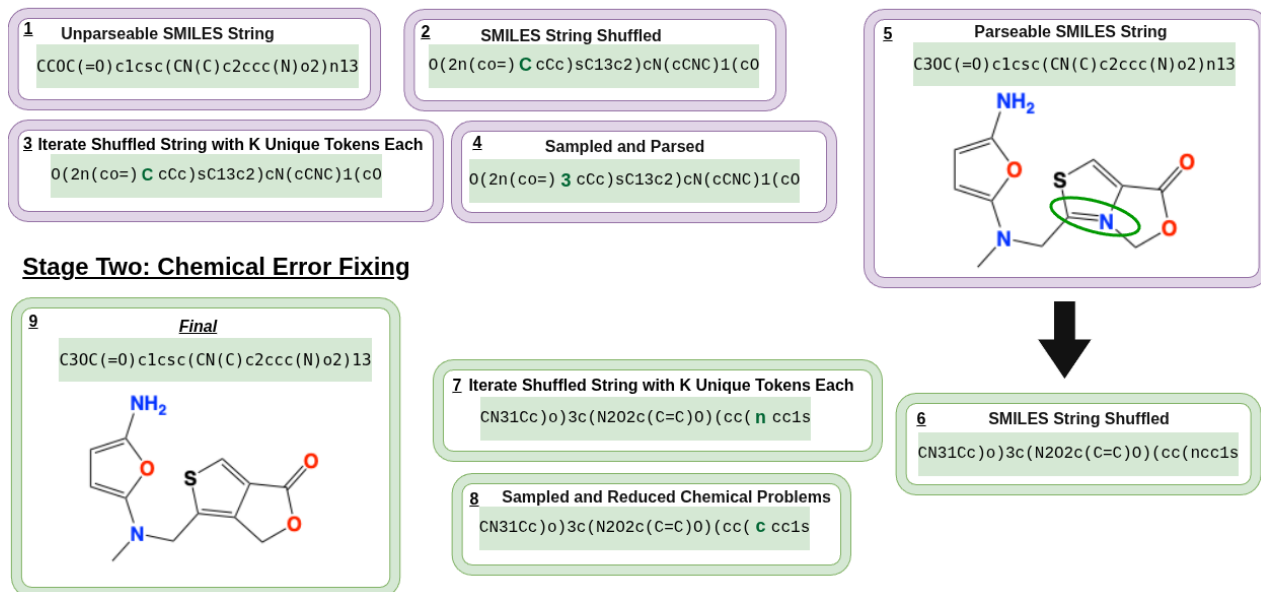 1 Unparseable SMILES String
CCOC(=O)c1csc(CN(C)c2ccc(N)o2)n13
2 SMILES String Shuffled
O(2n(co=) C cCc)sC13c2)cN(cCNC)1(cO
3 Iterate Shuffled String with K Unique Tokens Each
O(2n(co=) C cCc)sC13c2)cN(cCNC)1(cO
4 Sampled and Parsed
O(2n(co=) 3 cCc)sC13c2)cN(cCNC)1(cO
5 Parseable SMILES String
C3OC(=O)c1csc(CN(C)c2ccc(N)o2)n13
NH2
O
S
O
N
O
N
Stage Two: Chemical Error Fixing
6 SMILES String Shuffled
CN31Cc)o)3c(N2O2c(C=C)O)(cc(ncc1s
7 Iterate Shuffled String with K Unique Tokens Each
CN31Cc)o)3c(N2O2c(C=C)O)(cc( n cc1s
8 Sampled and Reduced Chemical Problems
CN31Cc)o)3c(N2O2c(C=C)O)(cc( c cc1s
9 Final
C3OC(=O)c1csc(CN(C)c2ccc(N)o2)13
NH2
O
S
O
O
N